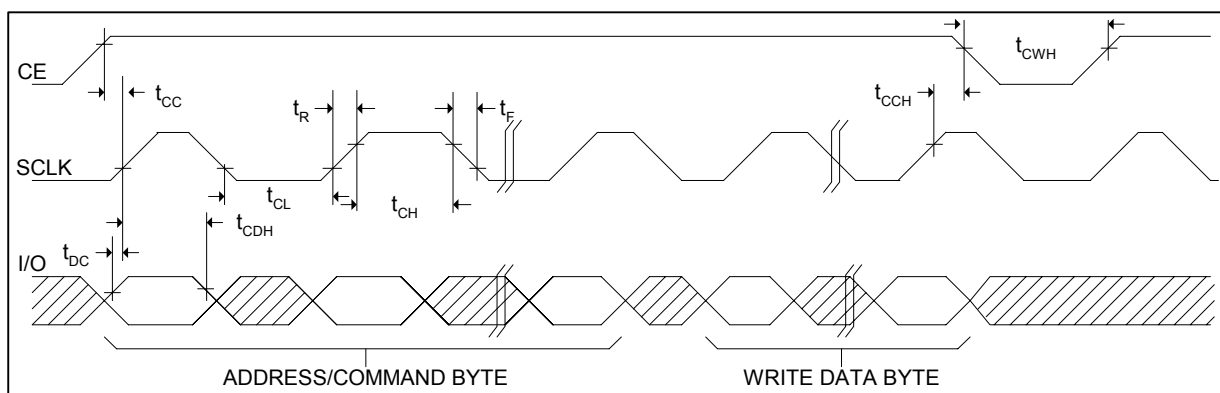 CE
t_CC
t_R
t_F
t_CCH
t_CWH
SCLK
t_CL
t_CH
t_CDH
t_DC
I/O
ADDRESS/COMMAND BYTE
WRITE DATA BYTE